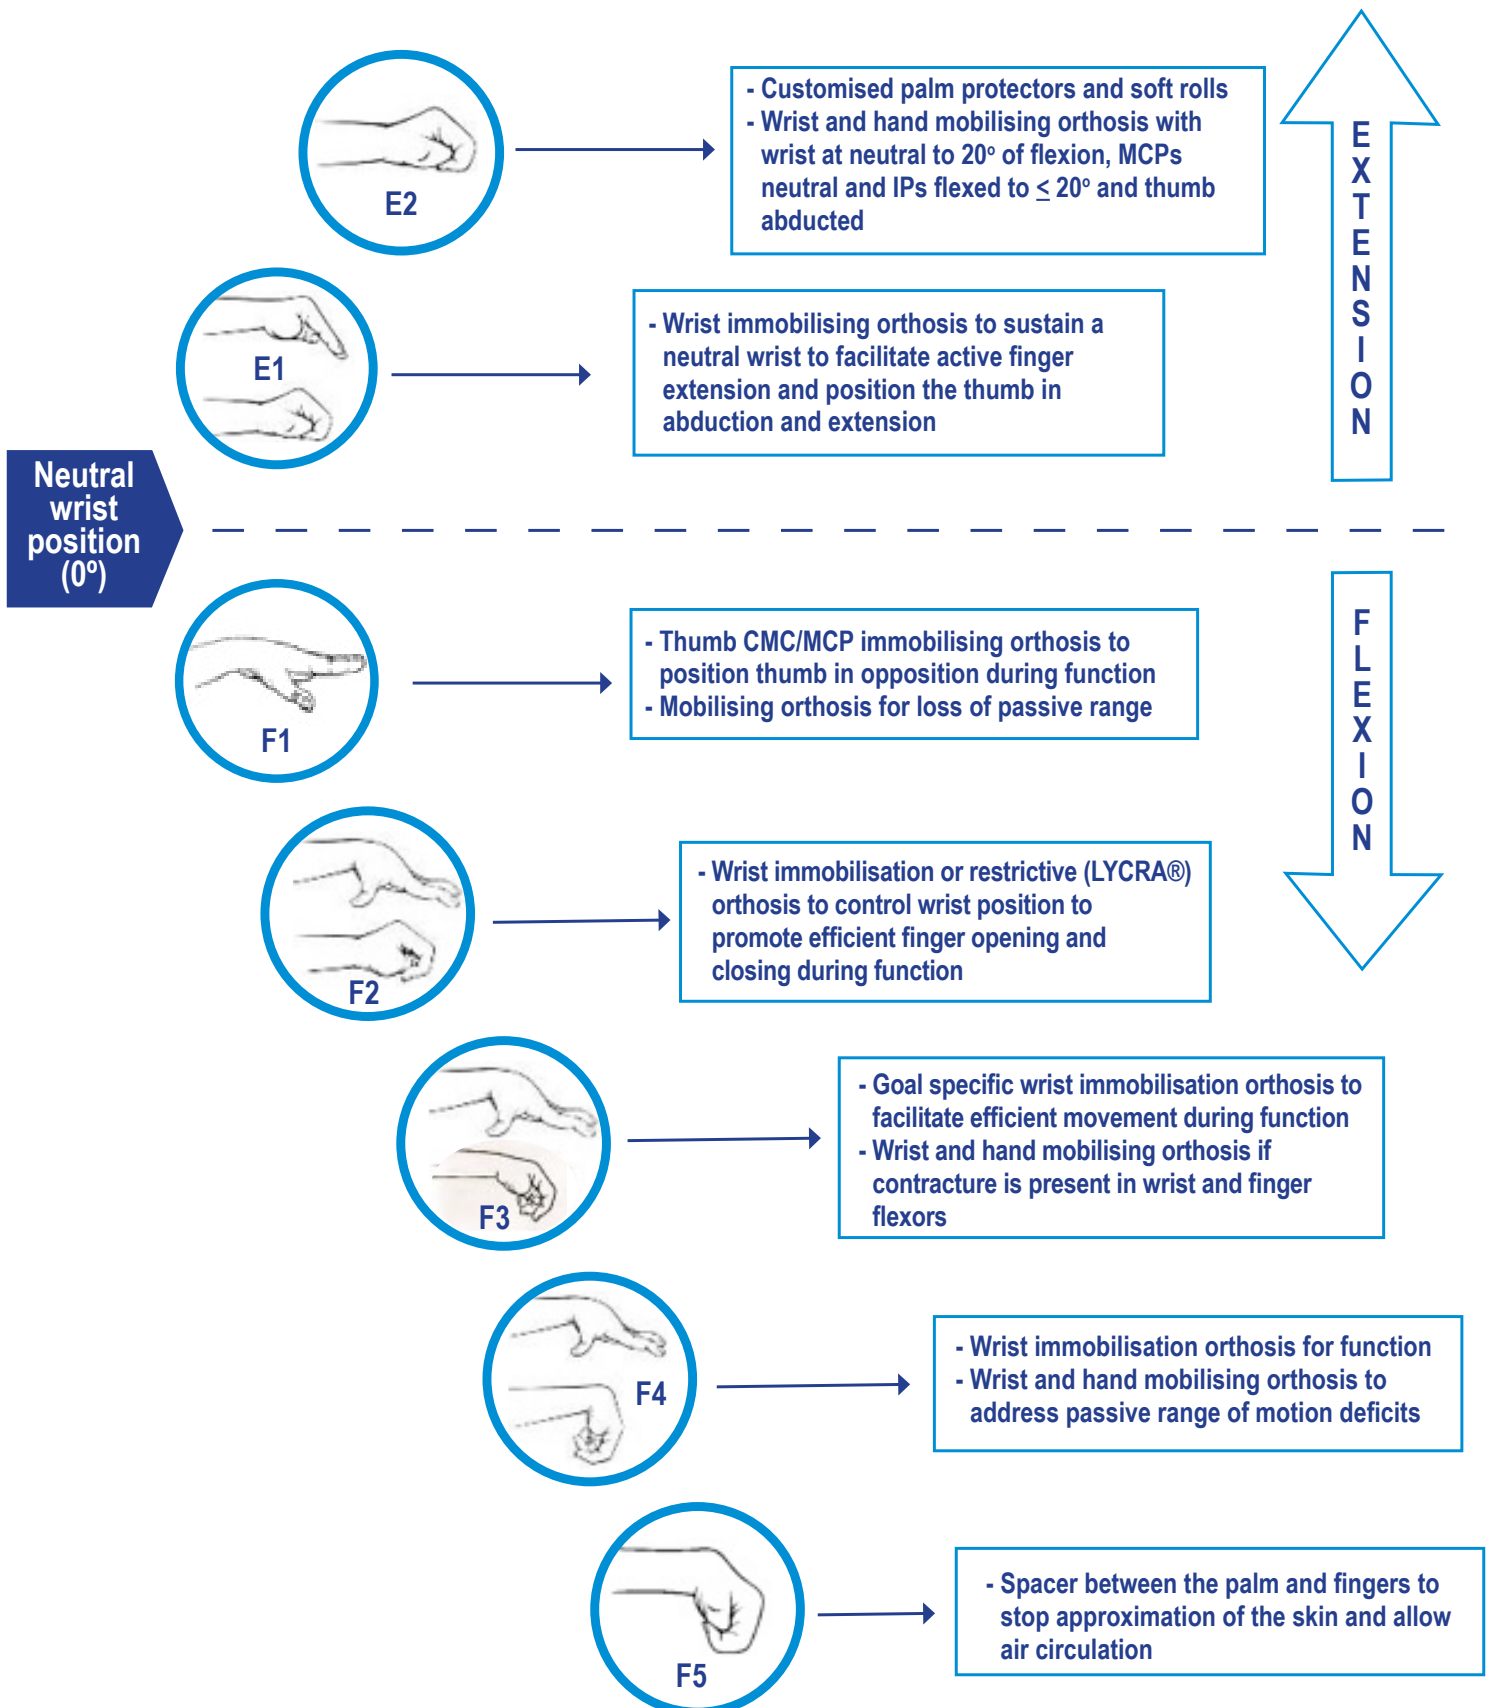 E2
- Customised palm protectors and soft rolls
- Wrist and hand mobilising orthosis with
wrist at neutral to 20º of flexion, MCPs
neutral and IPs flexed to ≤ 20º and thumb
abducted
EXTENSION
E1
- Wrist immobilising orthosis to sustain a
neutral wrist to facilitate active finger
extension and position the thumb in
abduction and extension
Neutral
wrist
position
(0º)
F1
- Thumb CMC/MCP immobilising orthosis to
position thumb in opposition during function
- Mobilising orthosis for loss of passive range
FLEXION
F2
- Wrist immobilisation or restrictive (LYCRA®)
orthosis to control wrist position to
promote efficient finger opening and
closing during function
F3
- Goal specific wrist immobilisation orthosis to
facilitate efficient movement during function
- Wrist and hand mobilising orthosis if
contracture is present in wrist and finger
flexors
F4
- Wrist immobilisation orthosis for function
- Wrist and hand mobilising orthosis to
address passive range of motion deficits
F5
- Spacer between the palm and fingers to
stop approximation of the skin and allow
air circulation